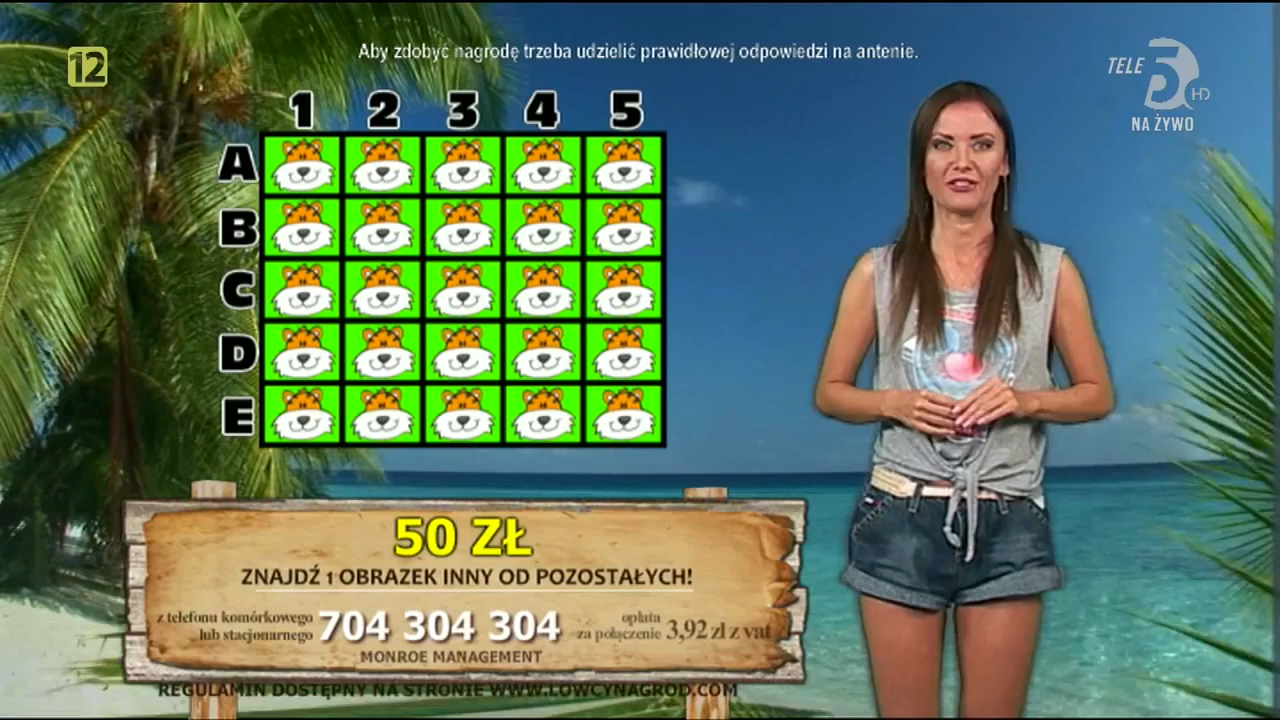 12
Aby zdobyć nagrodę trzeba udzielić prawidłowej odpowiedzi na antenie.
TELE 5 HD
NA ŻYWO
1 2 3 4 5
A
B
C
D
E
50 ZŁ
ZNAJDŹ 1 OBRAZEK INNY OD POZOSTAŁYCH!
z telefonu komórkowego
lub stacjonarnego
704 304 304
opłata
za połączenie 3,92 zł z vat
MONROE MANAGEMENT
REGULAMIN DOSTĘPNY NA STRONIE WWW.LOWCYNAGROD.COM